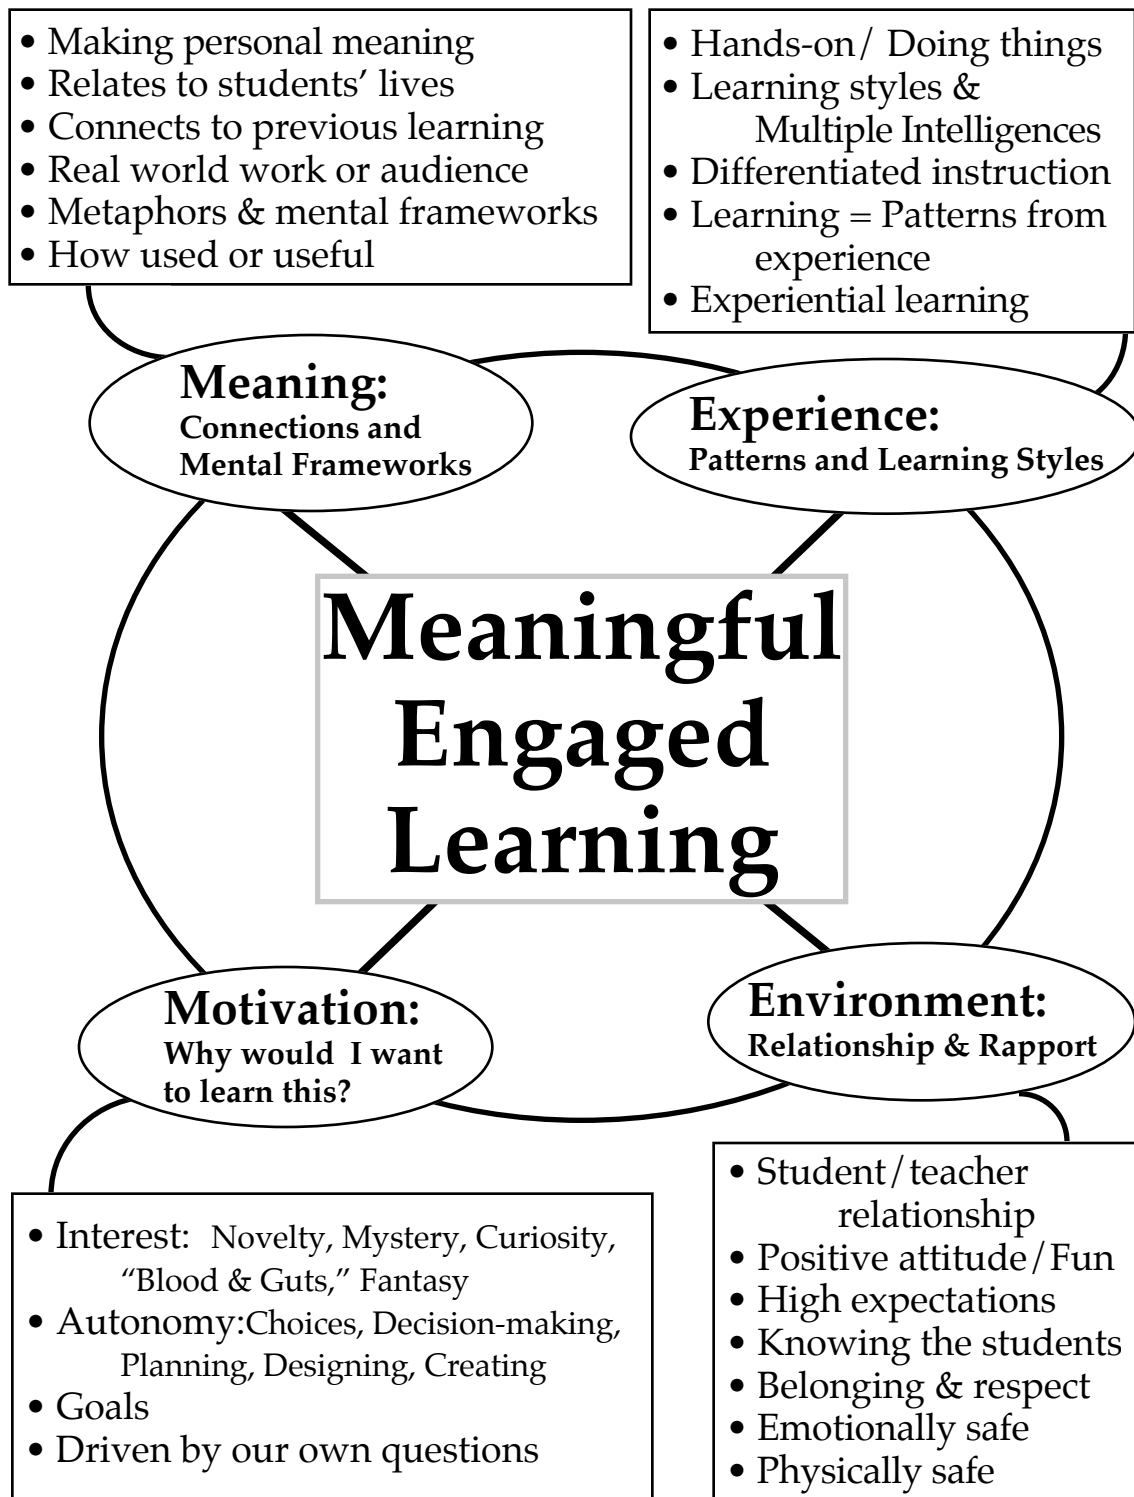 • Making personal meaning
• Relates to students’ lives
• Connects to previous learning
• Real world work or audience
• Metaphors & mental frameworks
• How used or useful
• Hands-on/ Doing things
• Learning styles &
Multiple Intelligences
• Differentiated instruction
• Learning = Patterns from
experience
• Experiential learning
Meaning:
Connections and
Mental Frameworks
Experience:
Patterns and Learning Styles
Meaningful
Engaged
Learning
Motivation:
Why would  I want
to learn this?
Environment:
Relationship & Rapport
• Interest:  Novelty, Mystery, Curiosity,
“Blood & Guts,” Fantasy
• Autonomy:Choices, Decision-making,
Planning, Designing, Creating
• Goals
• Driven by our own questions
• Student/teacher
relationship
• Positive attitude/Fun
• High expectations
• Knowing the students
• Belonging & respect
• Emotionally safe
• Physically safe